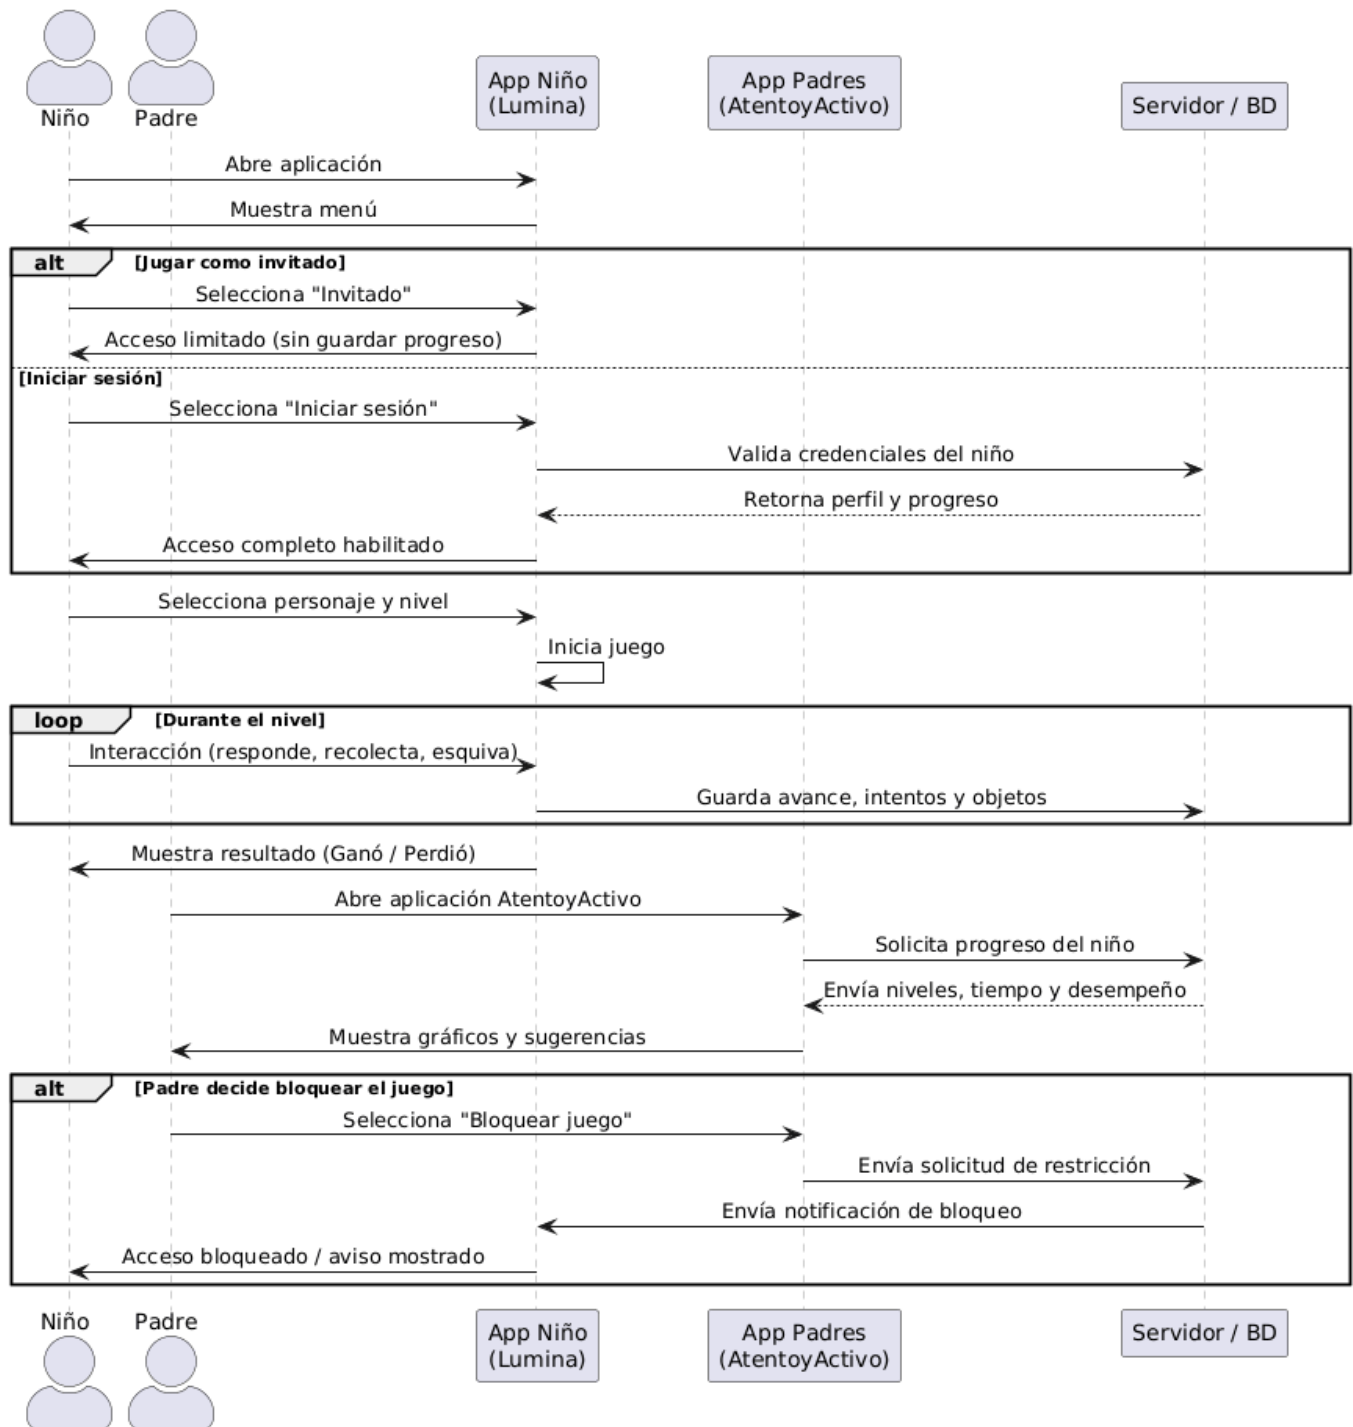 Niño
Padre
App Niño
(Lumina)
App Padres
(AtentoyActivo)
Servidor / BD
Abre aplicación
Muestra menú
alt
[Jugar como invitado]
Selecciona "Invitado"
Acceso limitado (sin guardar progreso)
[Iniciar sesión]
Selecciona "Iniciar sesión"
Valida credenciales del niño
Retorna perfil y progreso
Acceso completo habilitado
Selecciona personaje y nivel
Inicia juego
loop
[Durante el nivel]
Interacción (responde, recolecta, esquiva)
Guarda avance, intentos y objetos
Muestra resultado (Ganó / Perdió)
Abre aplicación AtentoyActivo
Solicita progreso del niño
Envía niveles, tiempo y desempeño
Muestra gráficos y sugerencias
alt
[Padre decide bloquear el juego]
Selecciona "Bloquear juego"
Envía solicitud de restricción
Envía notificación de bloqueo
Acceso bloqueado / aviso mostrado
Niño
Padre
App Niño
(Lumina)
App Padres
(AtentoyActivo)
Servidor / BD